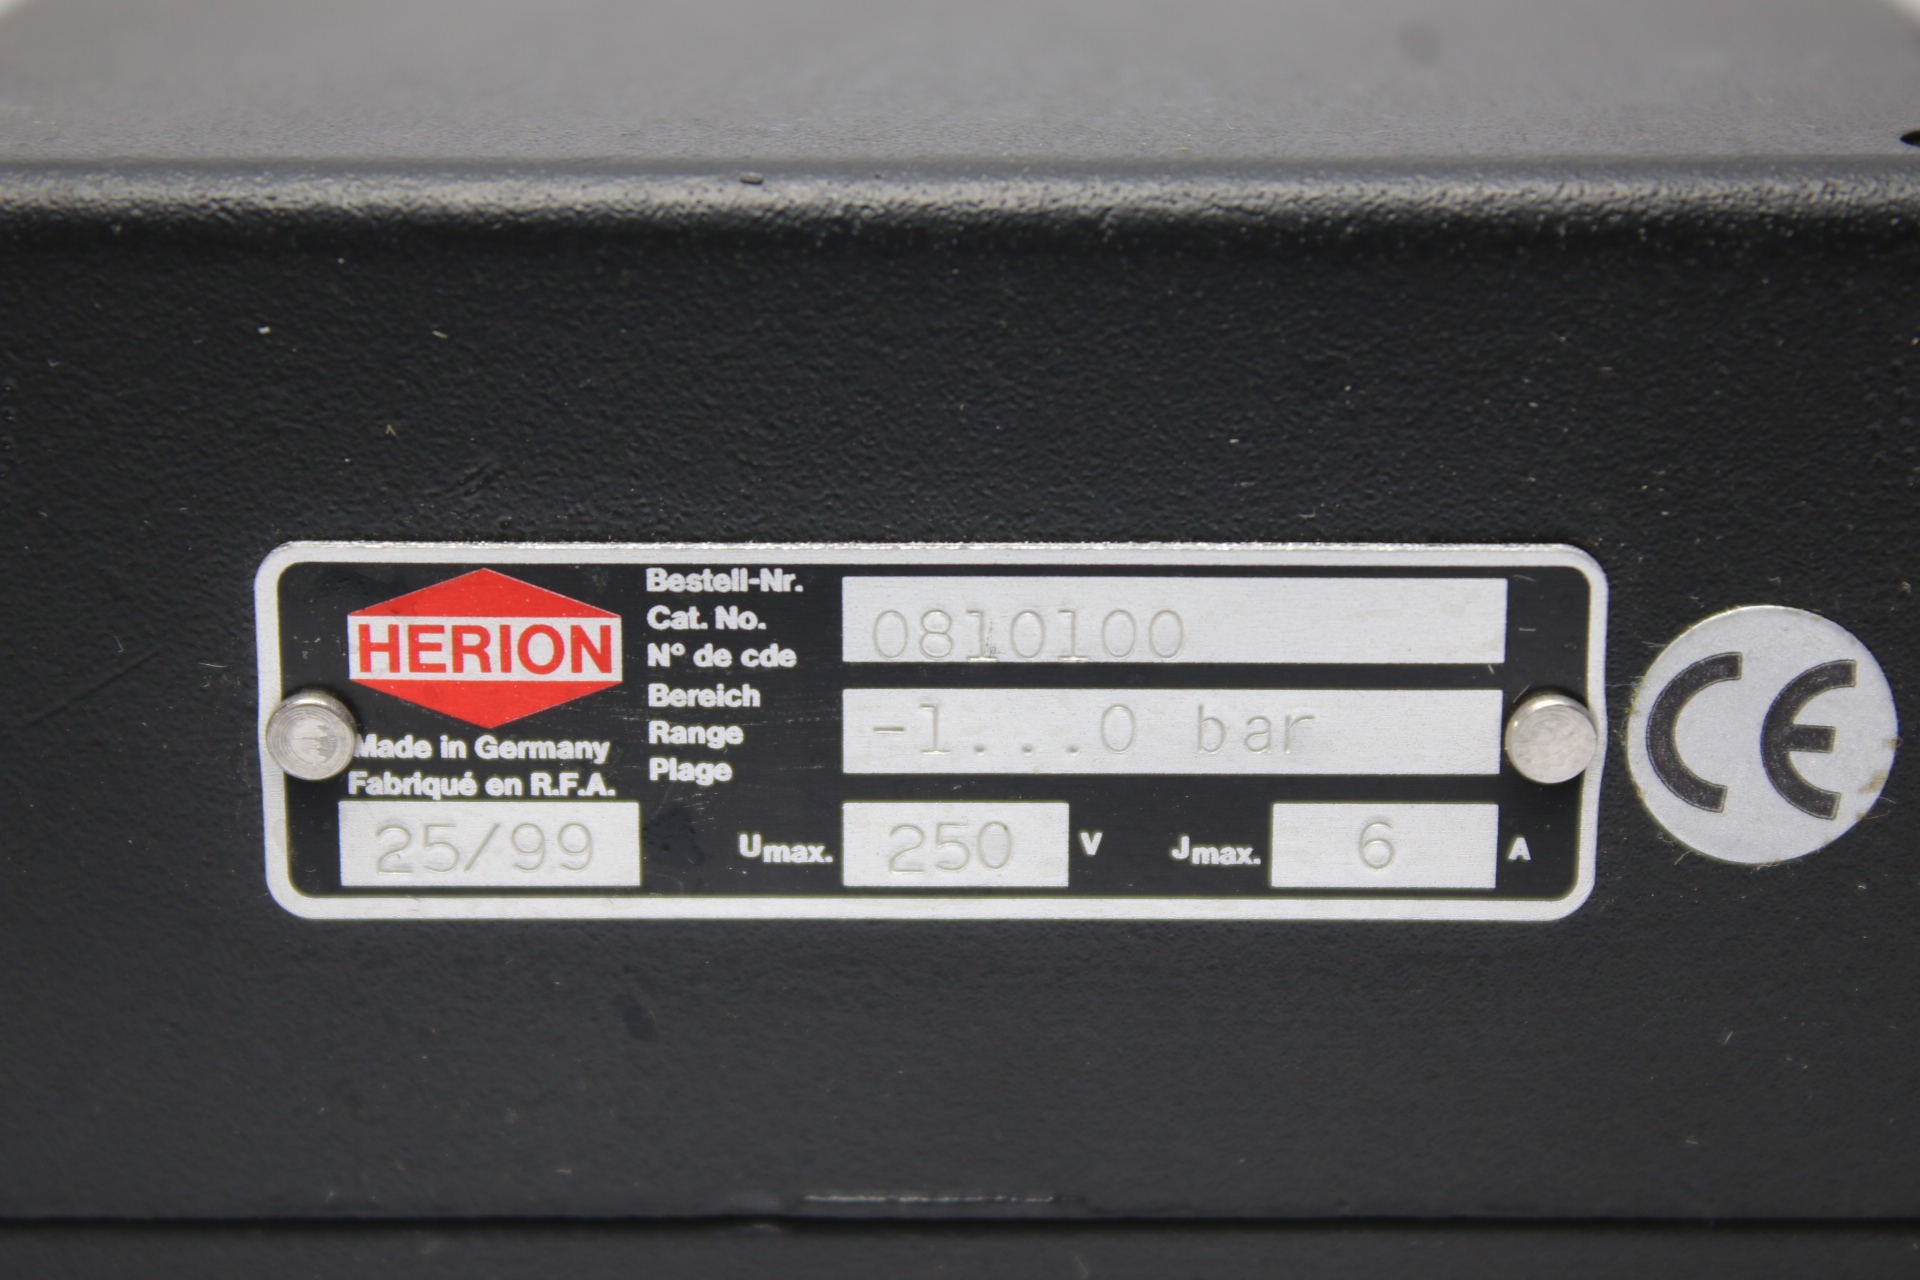 HERION
Made in Germany
Fabriqué en R.F.A.
25/99
Bestell-Nr.
Cat. No.
Nº de cde
0810100
Bereich
Range
Plage
-1...0 bar
Umax. 250 V
Jmax. 6 A
CE